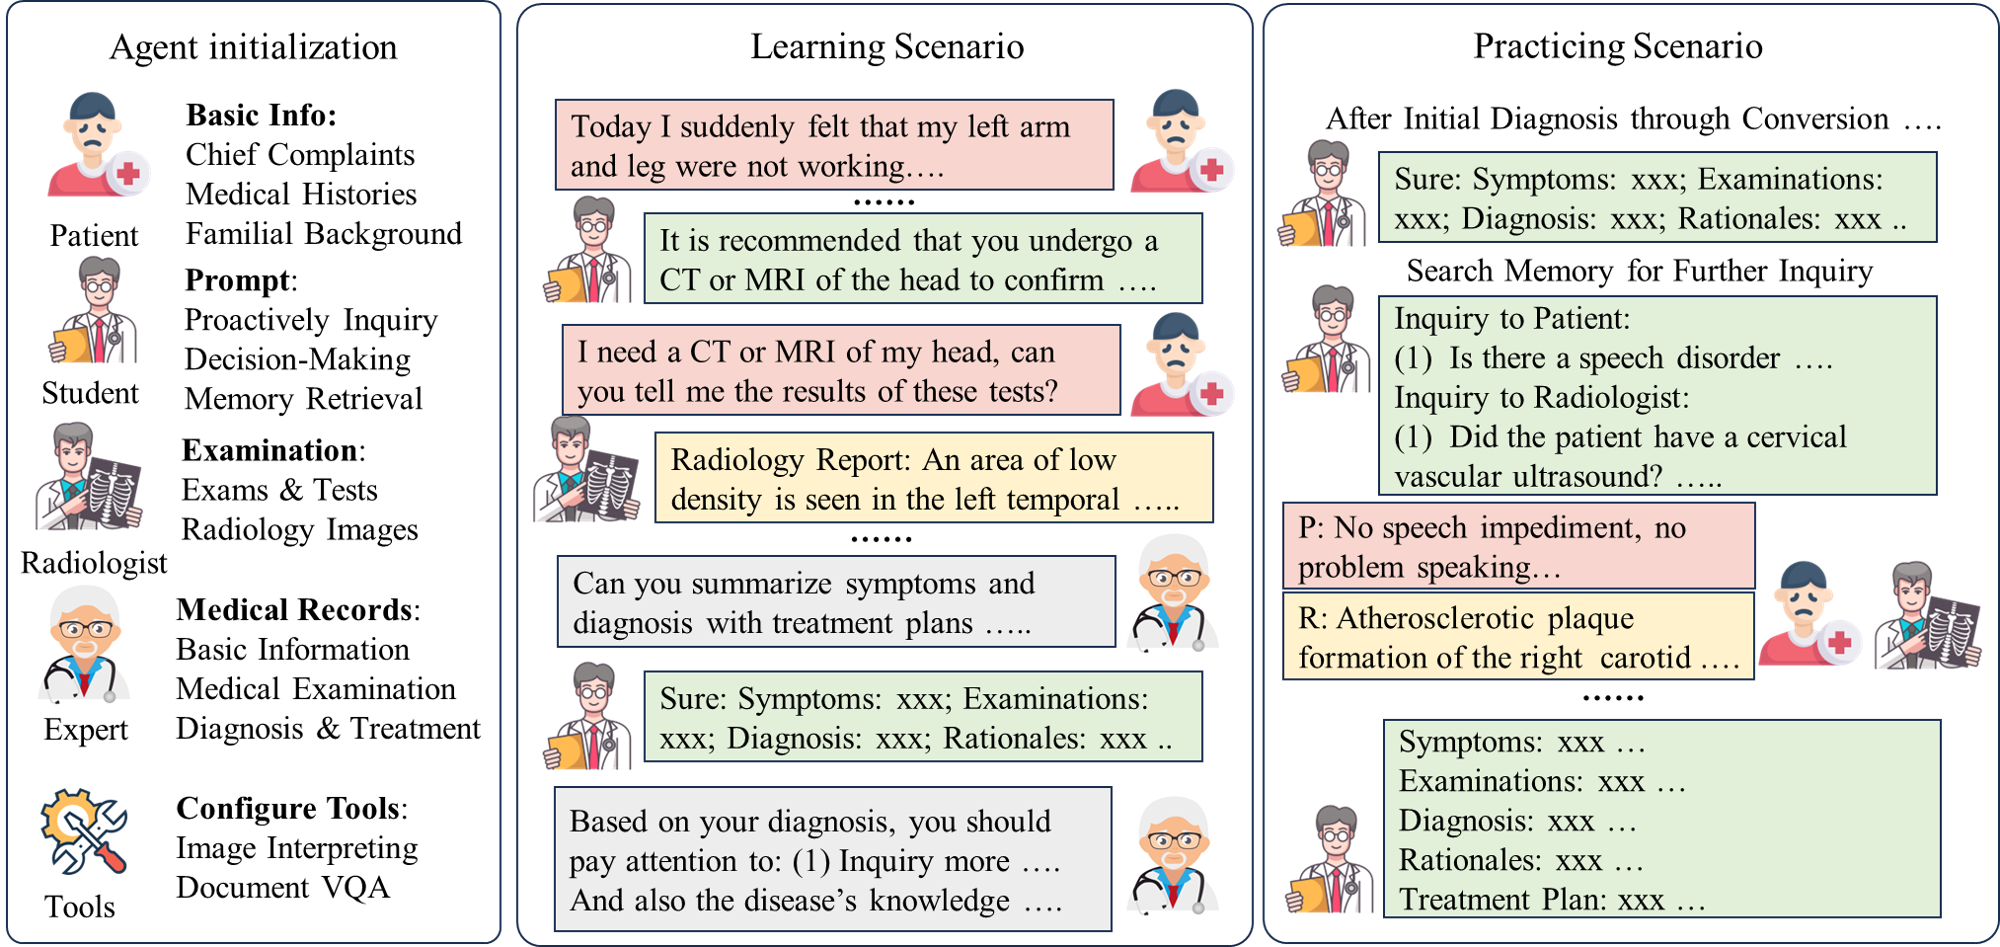 Agent initialization
Basic Info:
Chief Complaints
Medical Histories
Familial Background
Patient
Prompt:
Proactively Inquiry
Decision-Making
Memory Retrieval
Student
Examination:
Exams & Tests
Radiology Images
Radiologist
Medical Records:
Basic Information
Medical Examination
Diagnosis & Treatment
Expert
Configure Tools:
Image Interpreting
Document VQA
Tools
Learning Scenario
Today I suddenly felt that my left arm
and leg were not working....
......
It is recommended that you undergo a
CT or MRI of the head to confirm ....
I need a CT or MRI of my head, can
you tell me the results of these tests?
Radiology Report: An area of low
density is seen in the left temporal .....
......
Can you summarize symptoms and
diagnosis with treatment plans .....
Sure: Symptoms: xxx; Examinations:
xxx; Diagnosis: xxx; Rationales: xxx ..
Based on your diagnosis, you should
pay attention to: (1) Inquiry more ....
And also the disease's knowledge ....
Practicing Scenario
After Initial Diagnosis through Conversion ....
Sure: Symptoms: xxx; Examinations:
xxx; Diagnosis: xxx; Rationales: xxx ..
Search Memory for Further Inquiry
Inquiry to Patient:
(1) Is there a speech disorder ....
Inquiry to Radiologist:
(1) Did the patient have a cervical
vascular ultrasound? .....
P: No speech impediment, no
problem speaking...
R: Atherosclerotic plaque
formation of the right carotid ....
......
Symptoms: xxx ...
Examinations: xxx ...
Diagnosis: xxx ...
Rationales: xxx ...
Treatment Plan: xxx ...